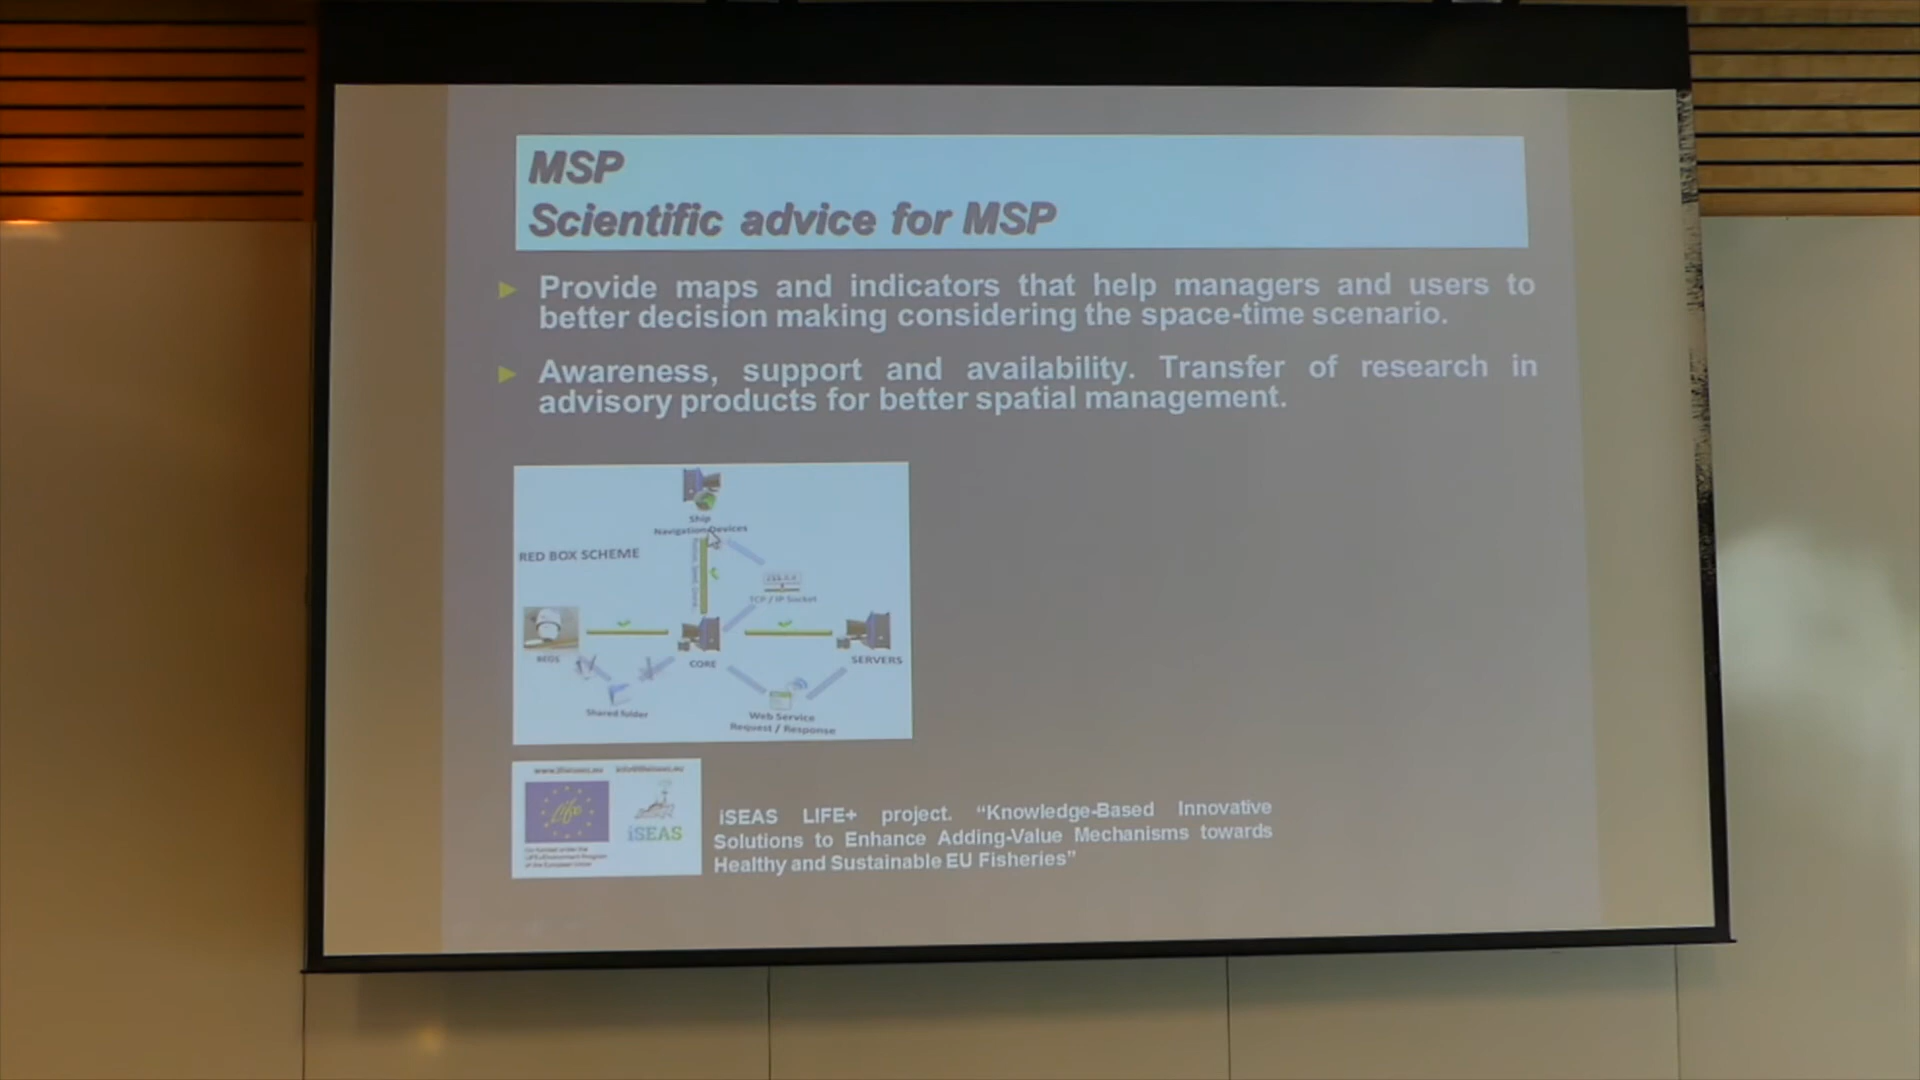 MSP
Scientific advice for MSP
► Provide maps and indicators that help managers and users to
better decision making considering the space-time scenario.
► Awareness, support and availability. Transfer of research in
advisory products for better spatial management.
Ship
Navigation Devices
RED BOX SCHEME
TCP / IP Socket
CORE
SERVERS
Shared folder
Web Service
Request / Response
Life
iSEAS
iSEAS LIFE+ project. “Knowledge-Based Innovative
Solutions to Enhance Adding-Value Mechanisms towards
Healthy and Sustainable EU Fisheries”